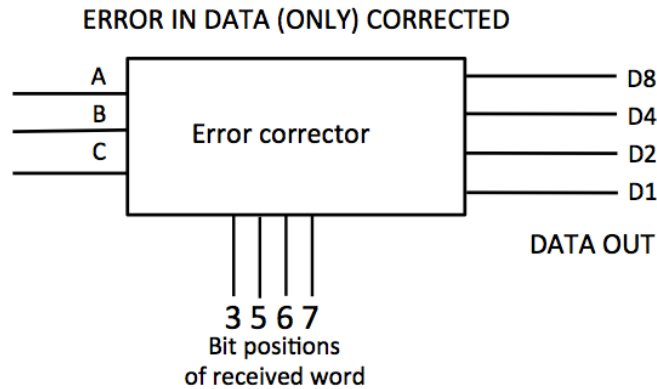 ERROR IN DATA (ONLY) CORRECTED
A
B
C
Error corrector
D8
D4
D2
D1
DATA OUT
3 5 6 7
Bit positions
of received word